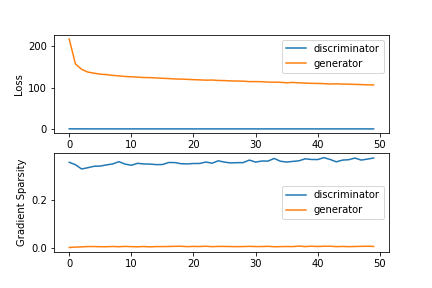 200
100
0
Loss
discriminator
generator
0 10 20 30 40 50
0.2
0.0
Gradient Sparsity
discriminator
generator
0 10 20 30 40 50